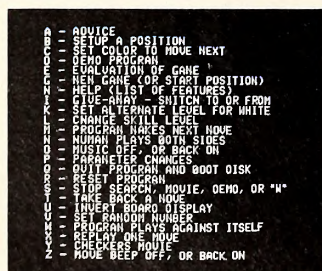 A - ADVICE
B - SETUP A POSITION
C - SET COLOR TO MOVE NEXT
D - DEMO PROGRAM
E - EVALUATION OF GAME
G - NEW GAME (OR START POSITION)
H - HELP (LIST OF FEATURES)
I - GIVE-AWAY - SWITCH TO OR FROM
K - SET ALTERNATE LEVEL FOR WHITE
L - CHANGE SKILL LEVEL
M - PROGRAM MAKES NEXT MOVE
N - HUMAN PLAYS BOTH SIDES
O - MUSIC OFF, OR BACK ON
P - PARAMETER CHANGES
Q - QUIT PROGRAM AND BOOT DISK
R - RESET PROGRAM
S - STOP SEARCH, MOVIE, DEMO, OR "W"
T - TAKE BACK A MOVE
U - INVERT BOARD DISPLAY
V - SET RANDOM NUMBER
W - PROGRAM PLAYS AGAINST ITSELF
X - REPLAY ONE MOVE
Y - CHECKERS MOVIE
Z - MOVE BEEP OFF, OR BACK ON